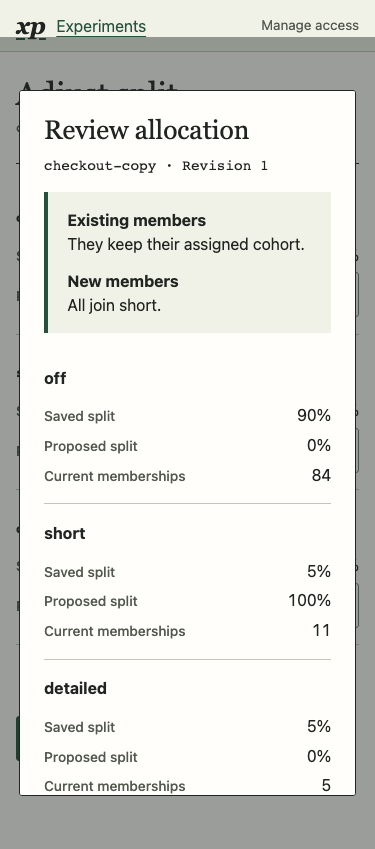 xp Experiments Manage access
Adjust split
Review allocation
checkout-copy · Revision 1
Existing members
They keep their assigned cohort.
New members
All join short.
off
Saved split 90%
Proposed split 0%
Current memberships 84
short
Saved split 5%
Proposed split 100%
Current memberships 11
detailed
Saved split 5%
Proposed split 0%
Current memberships 5